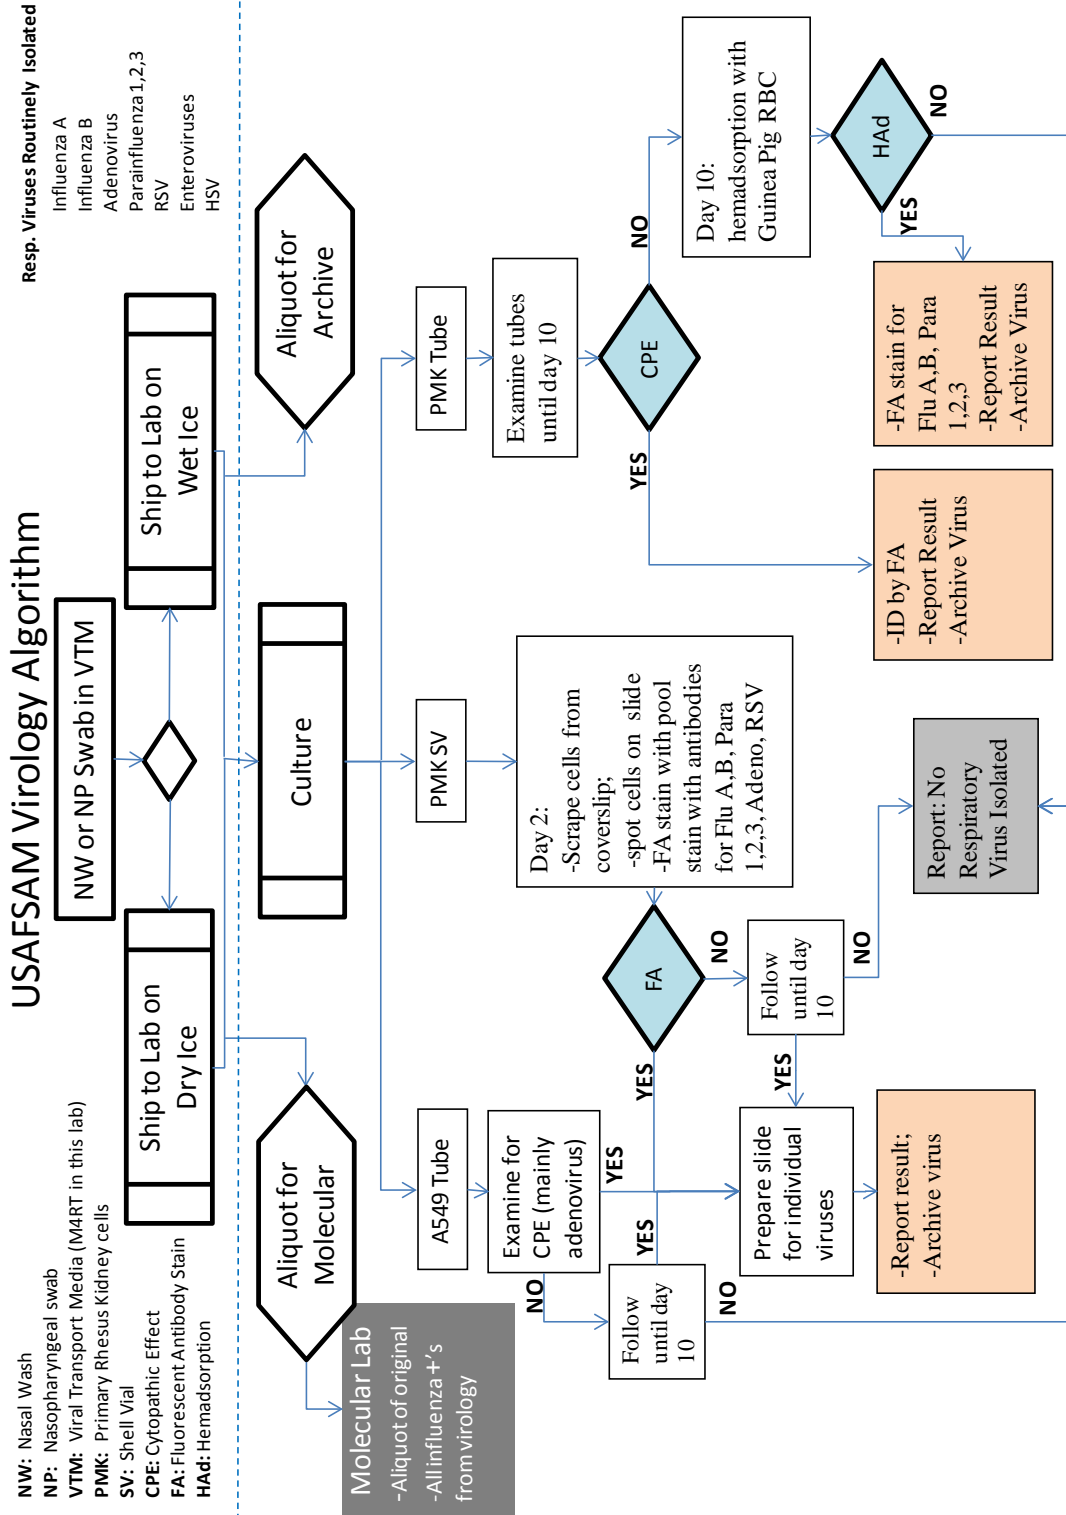 USAFSAM Virology Algorithm
NW: Nasal Wash
NP: Nasopharyngeal swab
VTM: Viral Transport Media (M4RT in this lab)
PMK: Primary Rhesus Kidney cells
SV: Shell Vial
CPE: Cytopathic Effect
FA: Fluorescent Antibody Stain
HAd: Hemadsorption
Resp. Viruses Routinely Isolated
Influenza A
Influenza B
Adenovirus
Parainfluenza 1,2,3
RSV
Enteroviruses
HSV
NW or NP Swab in VTM
Ship to Lab on
Dry Ice
Ship to Lab on
Wet Ice
Aliquot for
Molecular
Culture
Aliquot for
Archive
Molecular Lab
-Aliquot of original
-All influenza +'s
from virology
A549 Tube
PMK SV
PMK Tube
Examine for
CPE (mainly
adenovirus)
NO
YES
Follow
until day
10
YES
NO
Day 2:
-Scrape cells from
coverslip;
-spot cells on slide
-FA stain with pool
stain with antibodies
for Flu A,B, Para
1,2,3, Adeno, RSV
FA
YES
NO
Follow
until day
10
YES
NO
Prepare slide
for individual
viruses
-Report result;
-Archive virus
Report: No
Respiratory
Virus Isolated
Examine tubes
until day 10
CPE
YES
NO
-ID by FA
-Report Result
-Archive Virus
Day 10:
hemadsorption with
Guinea Pig RBC
HAd
YES
NO
-FA stain for
Flu A,B, Para
1,2,3
-Report Result
-Archive Virus